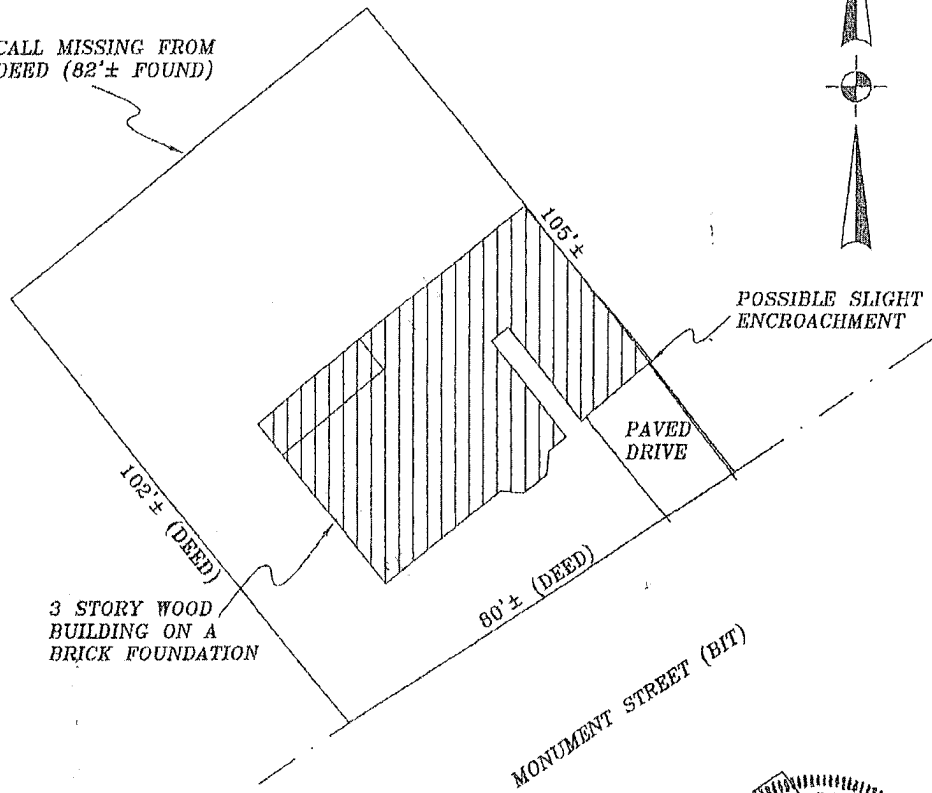 CALL MISSING FROM
DEED (82'± FOUND)
105'±
POSSIBLE SLIGHT
ENCROACHMENT
PAVED
DRIVE
102'± (DEED)
80'± (DEED)
3 STORY WOOD
BUILDING ON A
BRICK FOUNDATION
MONUMENT STREET (BIT)